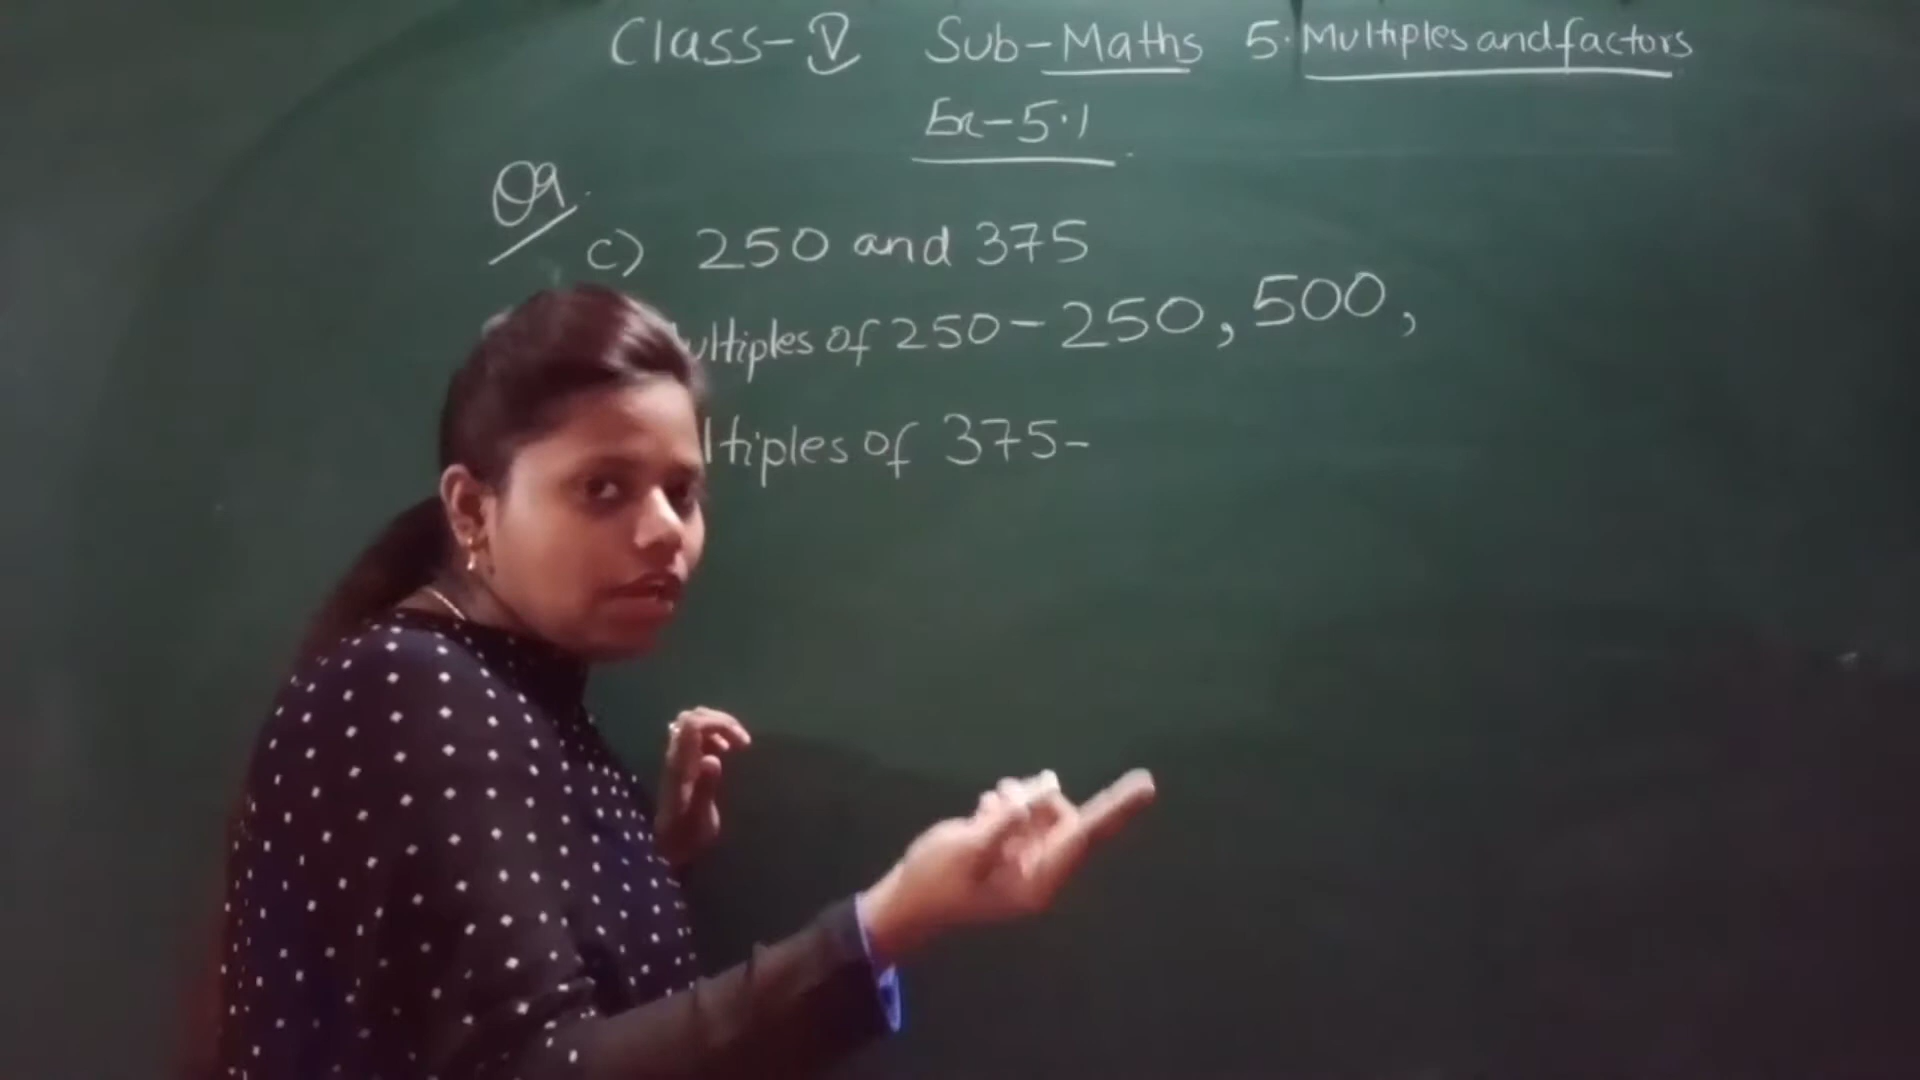 Class-V Sub-Maths 5. Multiples and factors
Ex-5.1
Q9.
c) 250 and 375
ultiples of 250-250, 500,
ltiples of 375-